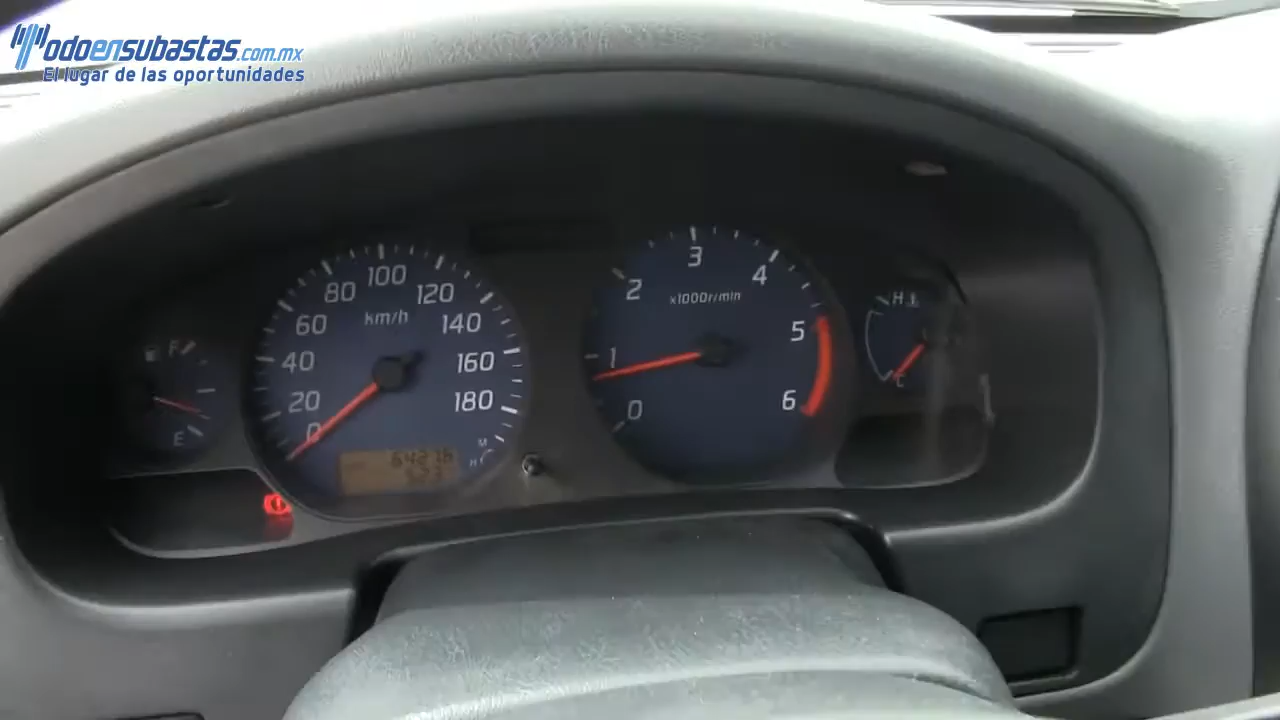 Todoensubastas.com.mx
El lugar de las oportunidades
F
E
0
20
40
60
80
100
120
140
160
180
km/h
64216
M
H
0
1
2
3
4
5
6
x1000r/min
H
C